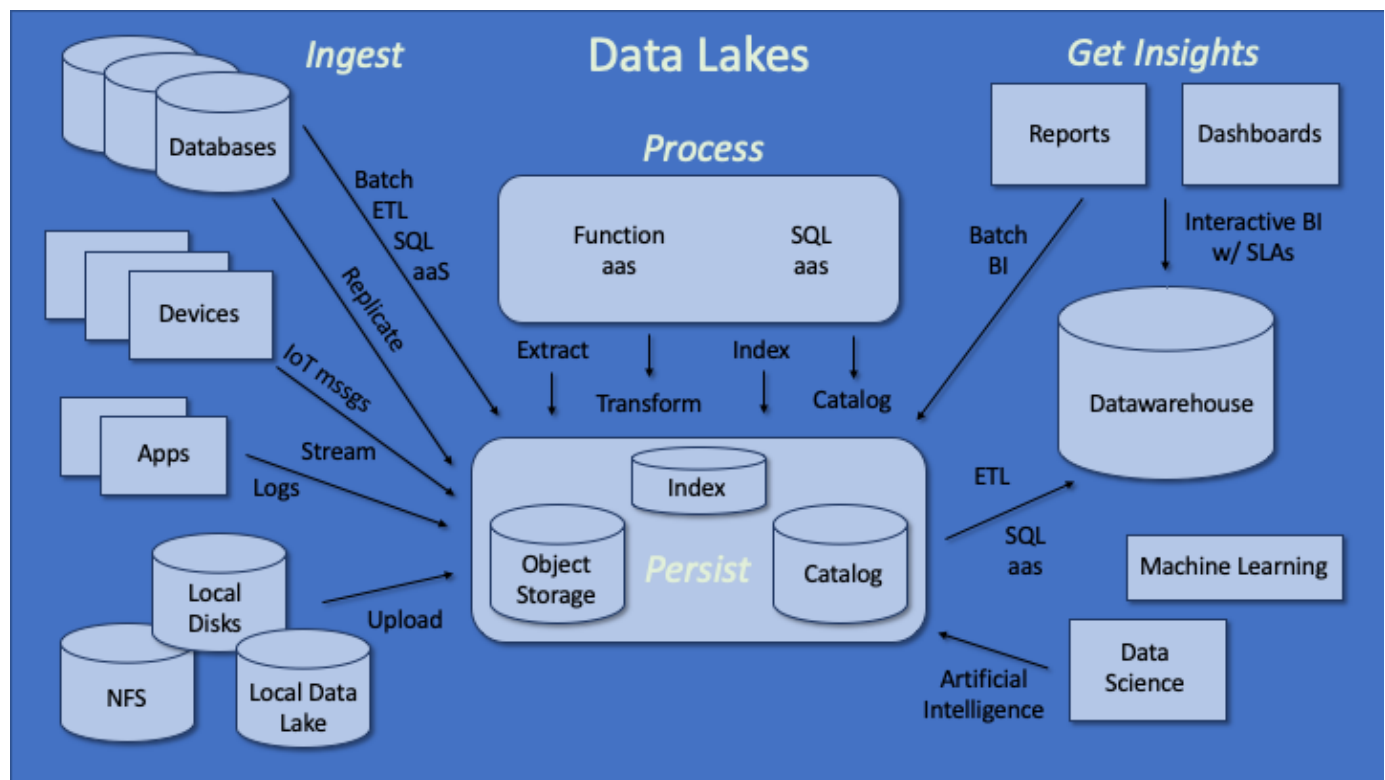 Data Lakes
Ingest
Databases
Batch
ETL
SQL
aaS
Replicate
Devices
IoT mssgs
Apps
Stream
Logs
Local
Disks
NFS
Local Data
Lake
Upload
Process
Function
aas
SQL
aas
Extract
Transform
Index
Catalog
Index
Object
Storage
Persist
Catalog
Get Insights
Reports
Dashboards
Batch
BI
Interactive BI
w/ SLAs
Datawarehouse
ETL
SQL
aas
Machine Learning
Data
Science
Artificial
Intelligence